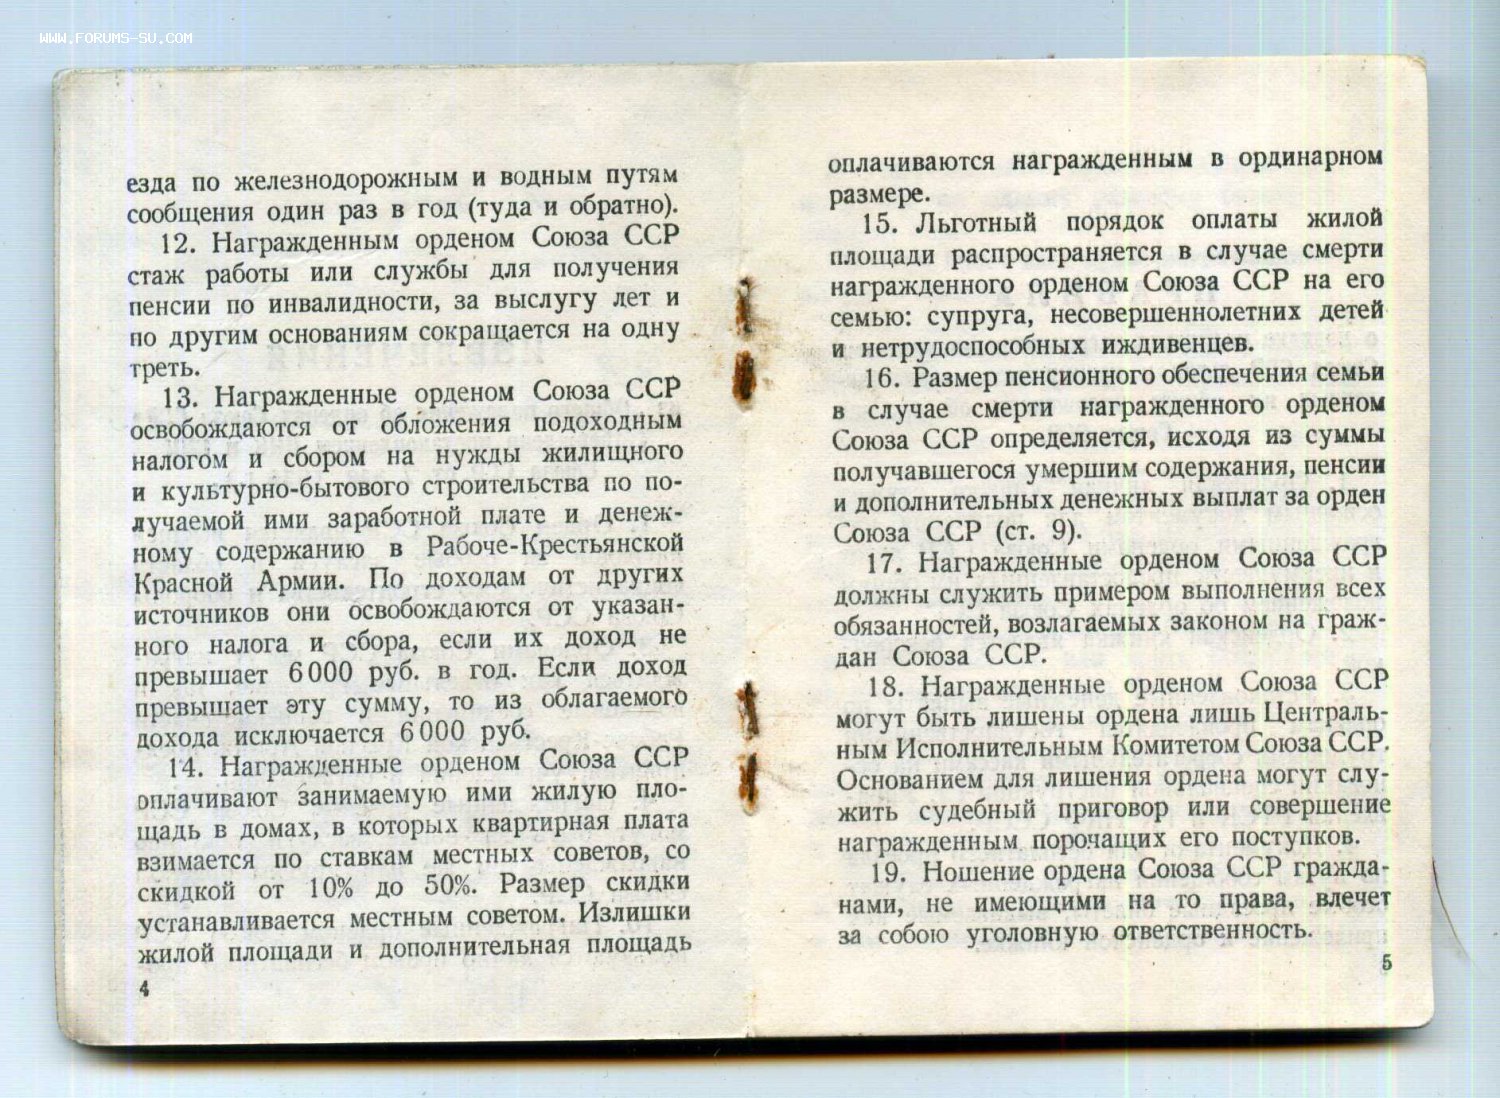 WWW.FORUMS-SU.COM
езда по железнодорожным и водным путям
сообщения один раз в год (туда и обратно).
12. Награжденным орденом Союза ССР
стаж работы или службы для получения
пенсии по инвалидности, за выслугу лет и
по другим основаниям сокращается на одну
треть.
13. Награжденные орденом Союза ССР
освобождаются от обложения подоходным
налогом и сбором на нужды жилищного
и культурно-бытового строительства по по-
лучаемой ими заработной плате и денеж-
ному содержанию в Рабоче-Крестьянской
Красной Армии. По доходам от других
источников они освобождаются от указан-
ного налога и сбора, если их доход не
превышает 6000 руб. в год. Если доход
превышает эту сумму, то из облагаемого
дохода исключается 6000 руб.
14. Награжденные орденом Союза ССР
оплачивают занимаемую ими жилую пло-
щадь в домах, в которых квартирная плата
взимается по ставкам местных советов, со
скидкой от 10% до 50%. Размер скидки
устанавливается местным советом. Излишки
жилой площади и дополнительная площадь
4
оплачиваются награжденным в ординарном
размере.
15. Льготный порядок оплаты жилой
площади распространяется в случае смерти
награжденного орденом Союза ССР на его
семью: супруга, несовершеннолетних детей
и нетрудоспособных иждивенцев.
16. Размер пенсионного обеспечения семьи
в случае смерти награжденного орденом
Союза ССР определяется, исходя из суммы
получавшегося умершим содержания, пенсии
и дополнительных денежных выплат за орден
Союза ССР (ст. 9).
17. Награжденные орденом Союза ССР
должны служить примером выполнения всех
обязанностей, возлагаемых законом на граж-
дан Союза ССР.
18. Награжденные орденом Союза ССР
могут быть лишены ордена лишь Централь-
ным Исполнительным Комитетом Союза ССР.
Основанием для лишения ордена могут слу-
жить судебный приговор или совершение
награжденным порочащих его поступков.
19. Ношение ордена Союза ССР гражда-
нами, не имеющими на то права, влечет
за собою уголовную ответственность.
5